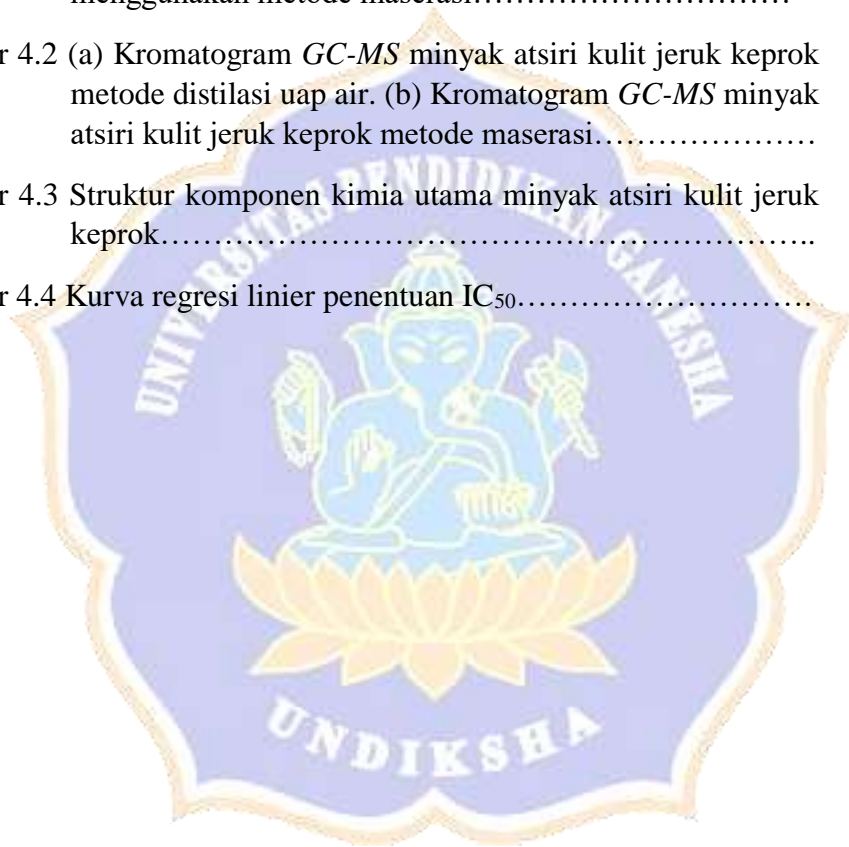 menggunakan metode maserasi…………………………
r 4.2 (a) Kromatogram GC-MS minyak atsiri kulit jeruk keprok
metode distilasi uap air. (b) Kromatogram GC-MS minyak
atsiri kulit jeruk keprok metode maserasi…………………
r 4.3 Struktur komponen kimia utama minyak atsiri kulit jeruk
keprok……………………………………………………..
r 4.4 Kurva regresi linier penentuan IC50……………………….
UNIVERSITAS PENDIDIKAN GANESHA
UNDIKSHA